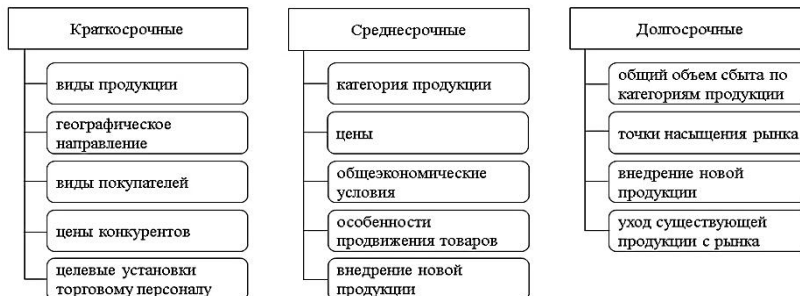 Краткосрочные
виды продукции
географическое
направление
виды покупателей
цены конкурентов
целевые установки
торговому персоналу
Среднесрочные
категория продукции
цены
общеэкономические
условия
особенности
продвижения товаров
внедрение новой
продукции
Долгосрочные
общий объем сбыта по
категориям продукции
точки насыщения рынка
внедрение новой
продукции
уход существующей
продукции с рынка